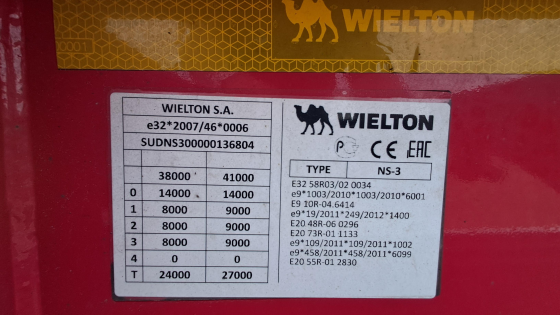 WIELTON
WIELTON S.A.
e32*2007/46*0006
SUDNS300000136804
38000 41000
0 14000 14000
1 8000 9000
2 8000 9000
3 8000 9000
4 0 0
T 24000 27000
WIELTON
CE EAC
TYPE NS-3
E32 58R03/02 0034
e9*1003/2010*1003/2010*6001
E9 10R-04.6414
e9*19/2011*249/2012*1400
E20 48R-06 0296
E20 73R-01 1133
e9*109/2011*109/2011*1002
e9*458/2011*458/2011*6099
E20 55R-01 2830